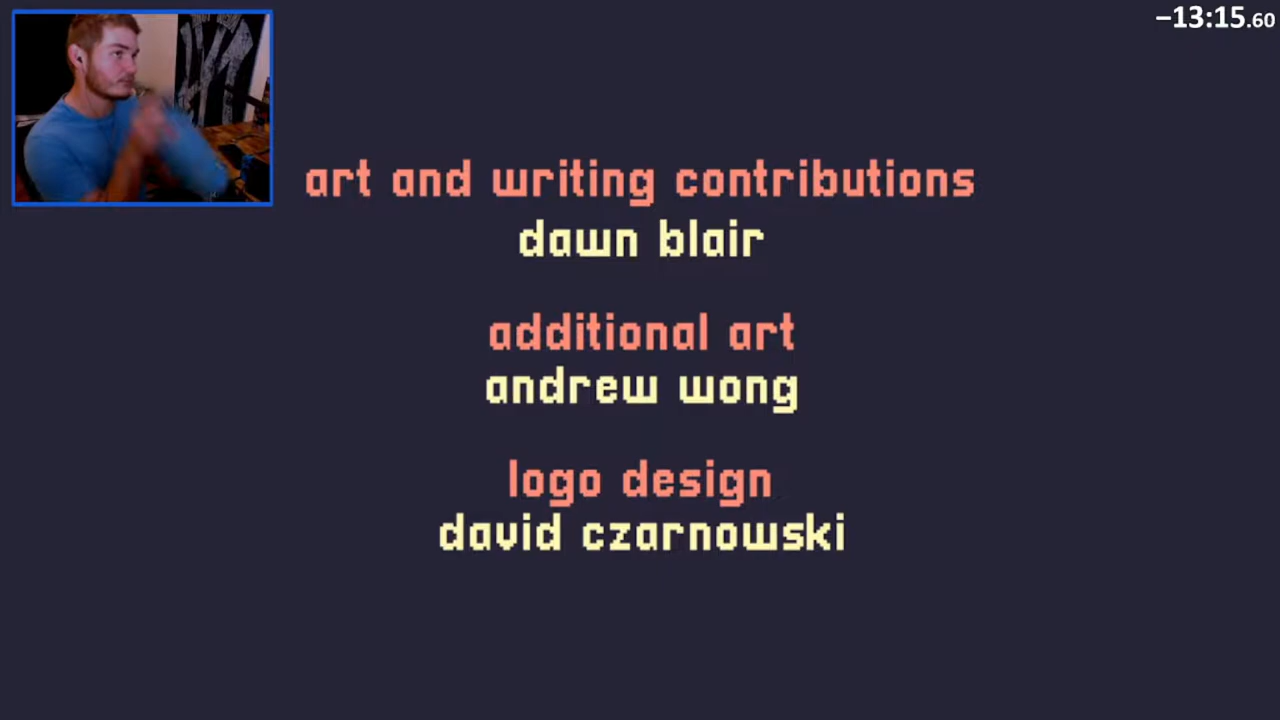 −13:15.60
art and writing contributions
dawn blair
additional art
andrew wong
logo design
david czarnowski